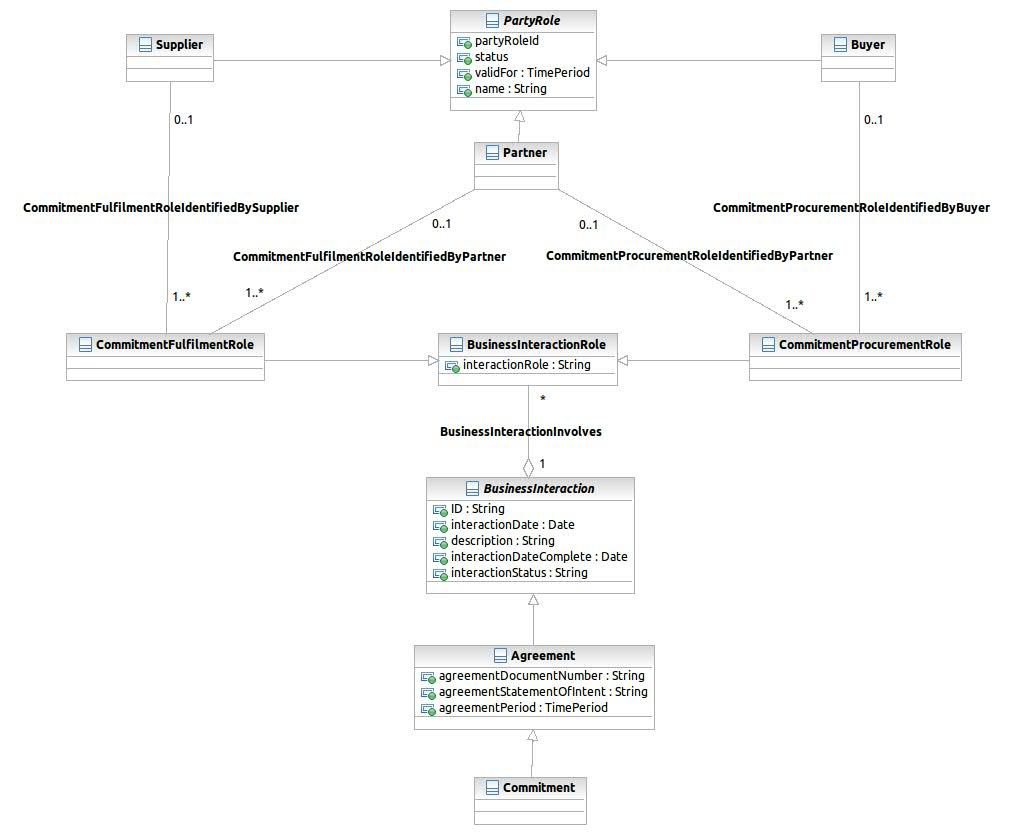 PartyRole
partyRoleId
status
validFor : TimePeriod
name : String
Supplier
Buyer
0..1
0..1
Partner
CommitmentFulfilmentRoleIdentifiedBySupplier
CommitmentProcurementRoleIdentifiedByBuyer
0..1
0..1
CommitmentFulfilmentRoleIdentifiedByPartner
CommitmentProcurementRoleIdentifiedByPartner
1..*
1..*
1..*
1..*
CommitmentFulfilmentRole
BusinessInteractionRole
interactionRole : String
CommitmentProcurementRole
*
BusinessInteractionInvolves
1
BusinessInteraction
ID : String
interactionDate : Date
description : String
interactionDateComplete : Date
interactionStatus : String
Agreement
agreementDocumentNumber : String
agreementStatementOfIntent : String
agreementPeriod : TimePeriod
Commitment